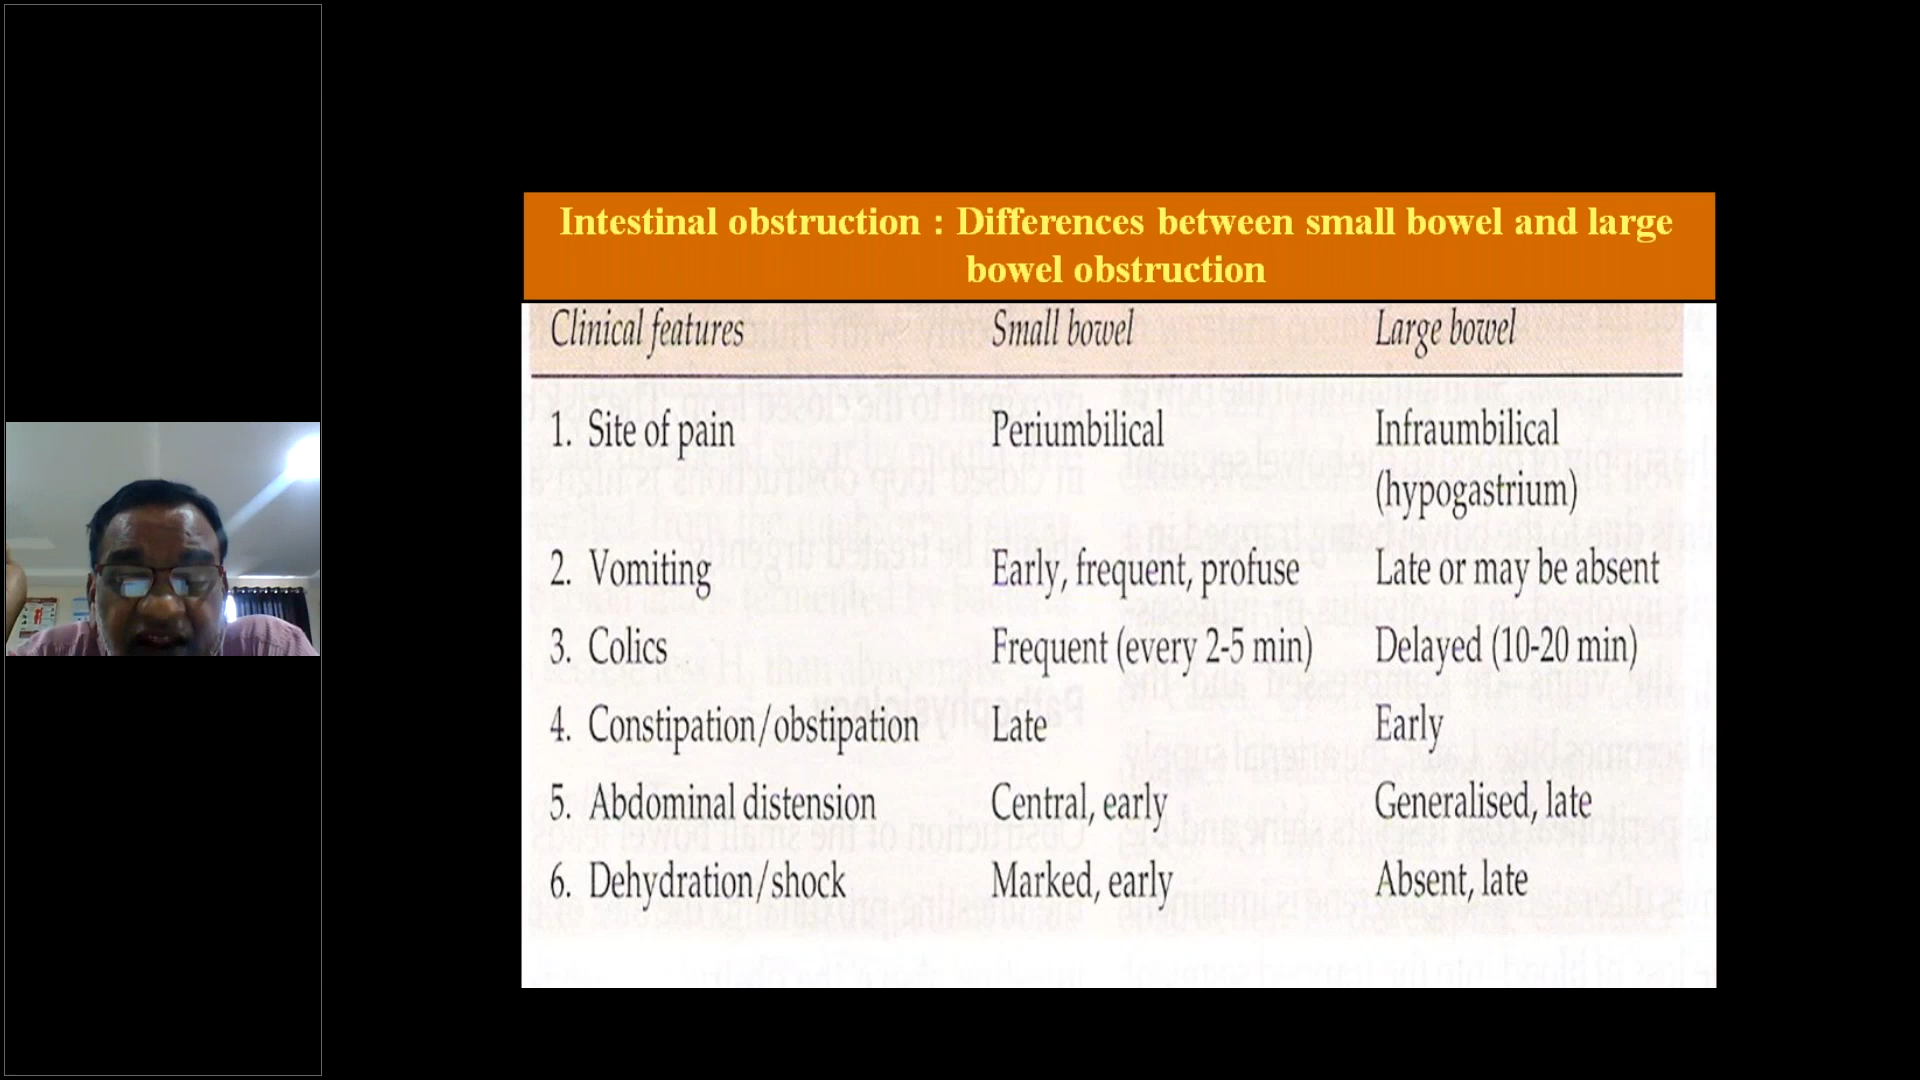 Intestinal obstruction : Differences between small bowel and large
bowel obstruction
Clinical features Small bowel Large bowel
1. Site of pain Periumbilical Infraumbilical
(hypogastrium)
2. Vomiting Early, frequent, profuse Late or may be absent
3. Colics Frequent (every 2-5 min) Delayed (10-20 min)
4. Constipation/obstipation Late Early
5. Abdominal distension Central, early Generalised, late
6. Dehydration/shock Marked, early Absent, late